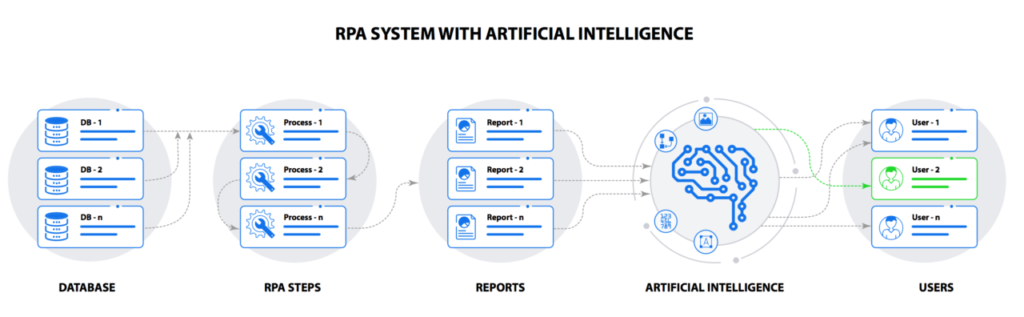 RPA SYSTEM WITH ARTIFICIAL INTELLIGENCE
DB - 1
DB - 2
DB - n
DATABASE
Process - 1
Process - 2
Process - n
RPA STEPS
Report - 1
Report - 2
Report - n
REPORTS
A
ARTIFICIAL INTELLIGENCE
User - 1
User - 2
User - n
USERS